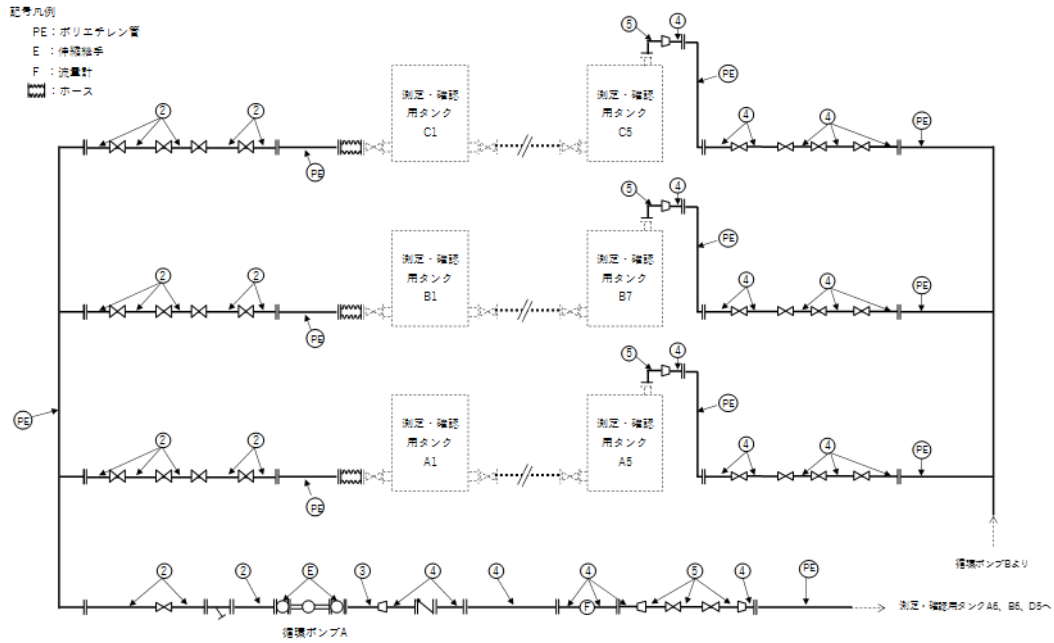 記号凡例
PE：ポリエチレン管
E ：伸縮継手
F ：流量計
：ホース
⑤ ④
② ② 測定・確認用タンク C1 測定・確認用タンク C5 PE
④ ④ PE
PE
⑤ ④
② ② 測定・確認用タンク B1 測定・確認用タンク B7 PE
④ ④ PE
PE
⑤ ④
PE
② ② 測定・確認用タンク A1 測定・確認用タンク A5 PE
④ ④ PE
PE
循環ポンプBより
② ② E ③ ④ ④ ④ ⑤ ④ PE
F
測定・確認用タンクA6、B6、D5へ
循環ポンプA